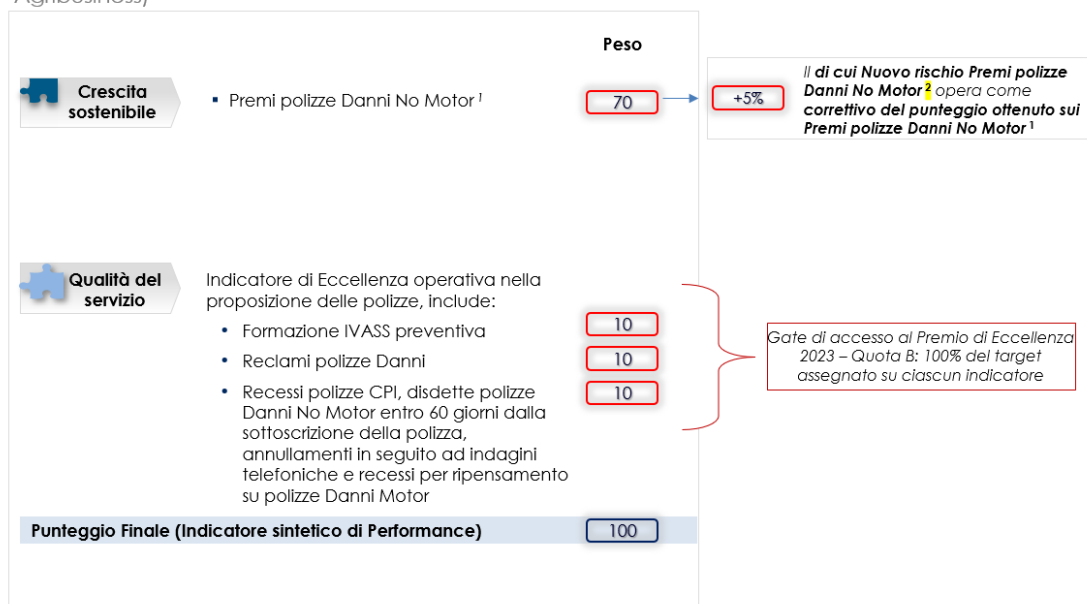 Agribusiness)
Peso
Crescita
sostenibile
▪ Premi polizze Danni No Motor ¹
70
+5%
Il di cui Nuovo rischio Premi polizze
Danni No Motor ² opera come
correttivo del punteggio ottenuto sui
Premi polizze Danni No Motor ¹
Qualità del
servizio
Indicatore di Eccellenza operativa nella
proposizione delle polizze, include:
• Formazione IVASS preventiva
10
• Reclami polizze Danni
10
• Recessi polizze CPI, disdette polizze
10
Danni No Motor entro 60 giorni dalla
sottoscrizione della polizza,
annullamenti in seguito ad indagini
telefoniche e recessi per ripensamento
su polizze Danni Motor
Gate di accesso al Premio di Eccellenza
2023 – Quota B: 100% del target
assegnato su ciascun indicatore
Punteggio Finale (Indicatore sintetico di Performance)
100